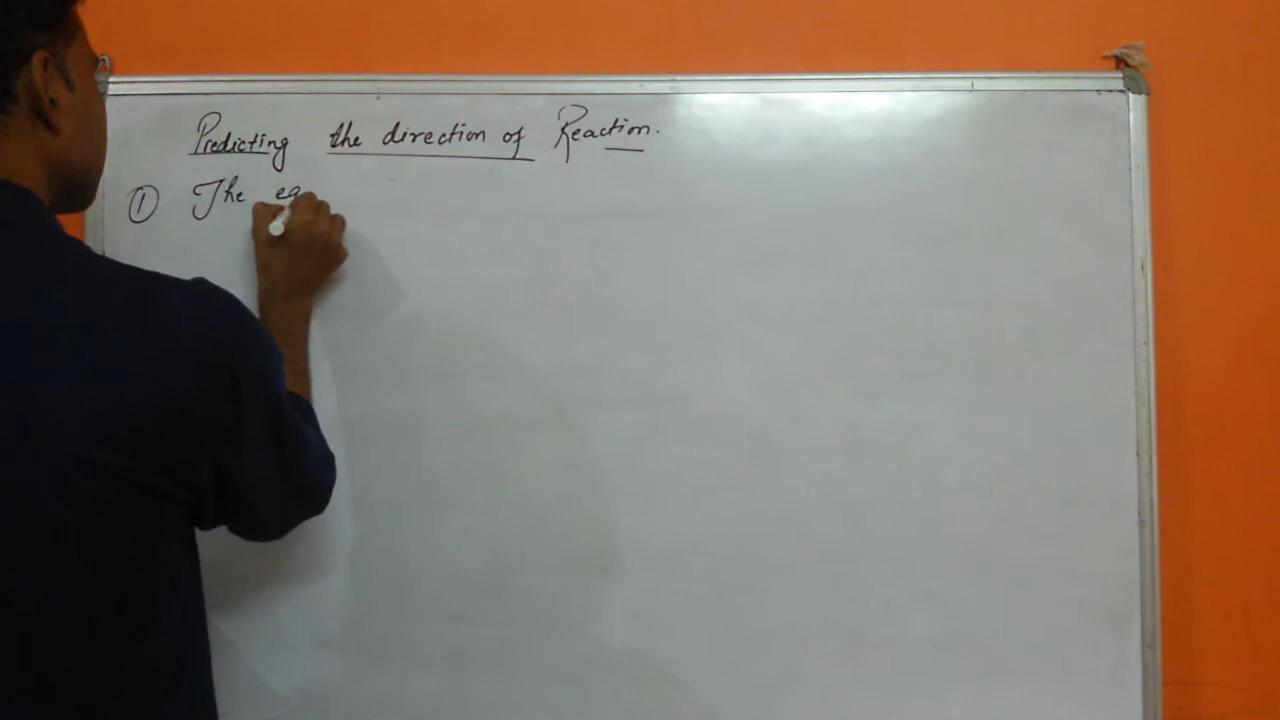 Predicting the direction of Reaction.
① The eq